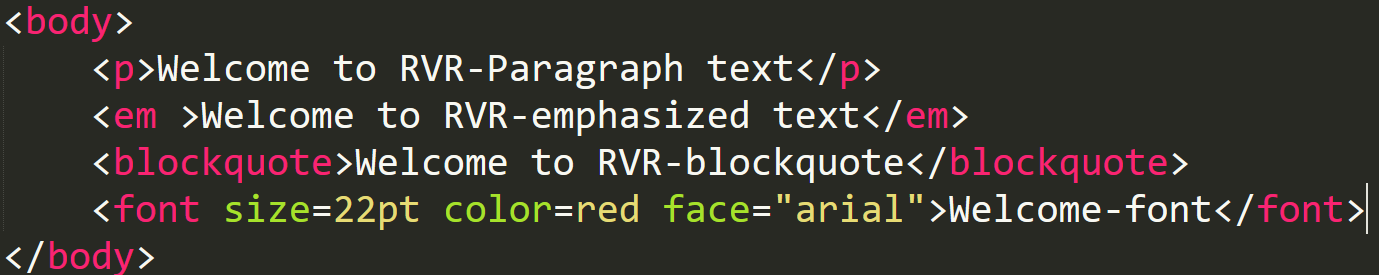 <body>
<p>Welcome to RVR-Paragraph text</p>
<em >Welcome to RVR-emphasized text</em>
<blockquote>Welcome to RVR-blockquote</blockquote>
<font size=22pt color=red face="arial">Welcome-font</font>
</body>